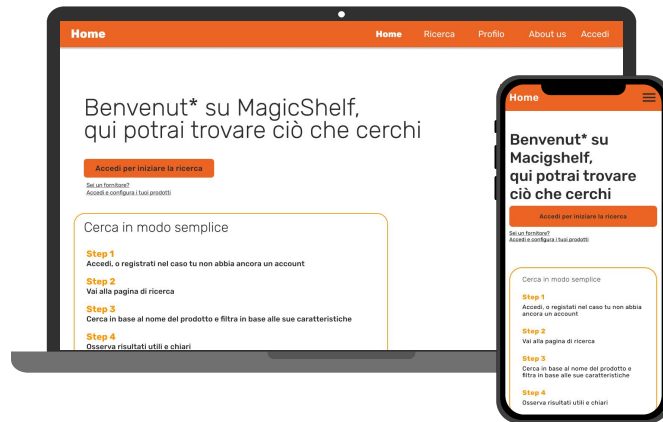 Home
Home Ricerca Profilo About us Accedi
Benvenut* su MagicShelf,
qui potrai trovare ciò che cerchi
Accedi per iniziare la ricerca
Sei un fornitore?
Accedi e configura i tuoi prodotti
Cerca in modo semplice
Step 1
Accedi, o registrati nel caso tu non abbia ancora un account
Step 2
Vai alla pagina di ricerca
Step 3
Cerca in base al nome del prodotto e filtra in base alle sue caratteristiche
Step 4
Osserva risultati utili e chiari
Home
Benvenut* su
Macigshelf,
qui potrai trovare
ciò che cerchi
Accedi per iniziare la ricerca
Sei un fornitore?
Accedi e configura i tuoi prodotti
Cerca in modo semplice
Step 1
Accedi, o registati nel caso tu non abbia
ancora un account
Step 2
Vai alla pagina di ricerca
Step 3
Cerca in base al nome del prodotto e
filtra in base alle sue caratteristiche
Step 4
Osserva risultati utili e chiari